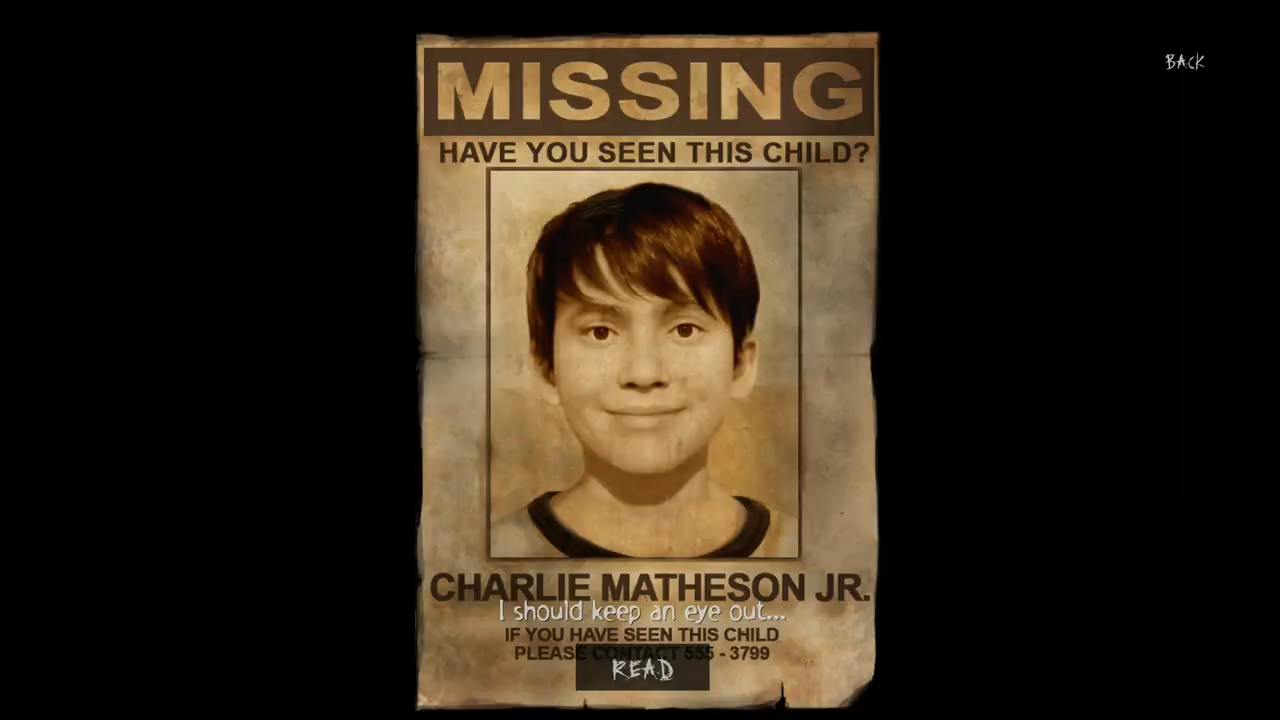 MISSING
BACK
HAVE YOU SEEN THIS CHILD?
CHARLIE MATHESON JR.
I should keep an eye out...
IF YOU HAVE SEEN THIS CHILD
PLEASE CONTACT 555 - 3799
READ